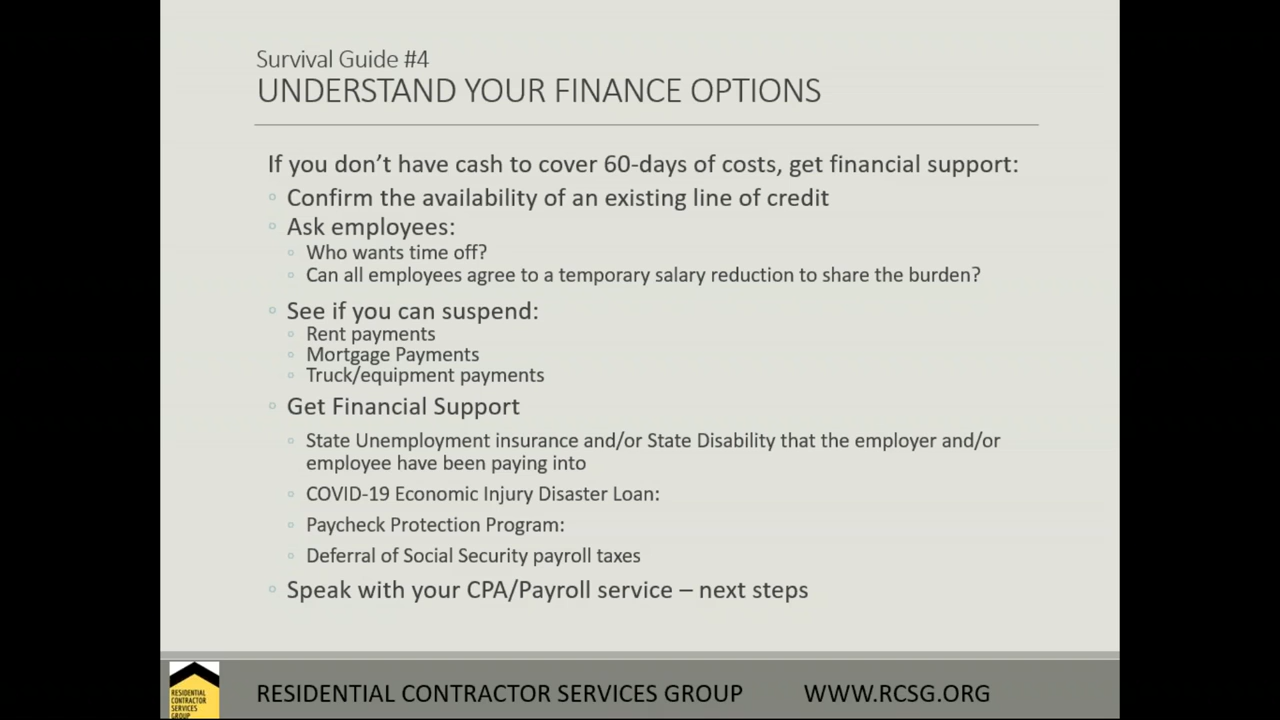 Survival Guide #4
UNDERSTAND YOUR FINANCE OPTIONS
If you don’t have cash to cover 60-days of costs, get financial support:
Confirm the availability of an existing line of credit
Ask employees:
Who wants time off?
Can all employees agree to a temporary salary reduction to share the burden?
See if you can suspend:
Rent payments
Mortgage Payments
Truck/equipment payments
Get Financial Support
State Unemployment insurance and/or State Disability that the employer and/or
employee have been paying into
COVID-19 Economic Injury Disaster Loan:
Paycheck Protection Program:
Deferral of Social Security payroll taxes
Speak with your CPA/Payroll service – next steps
RESIDENTIAL
CONTRACTOR
SERVICES
GROUP
RESIDENTIAL CONTRACTOR SERVICES GROUP WWW.RCSG.ORG